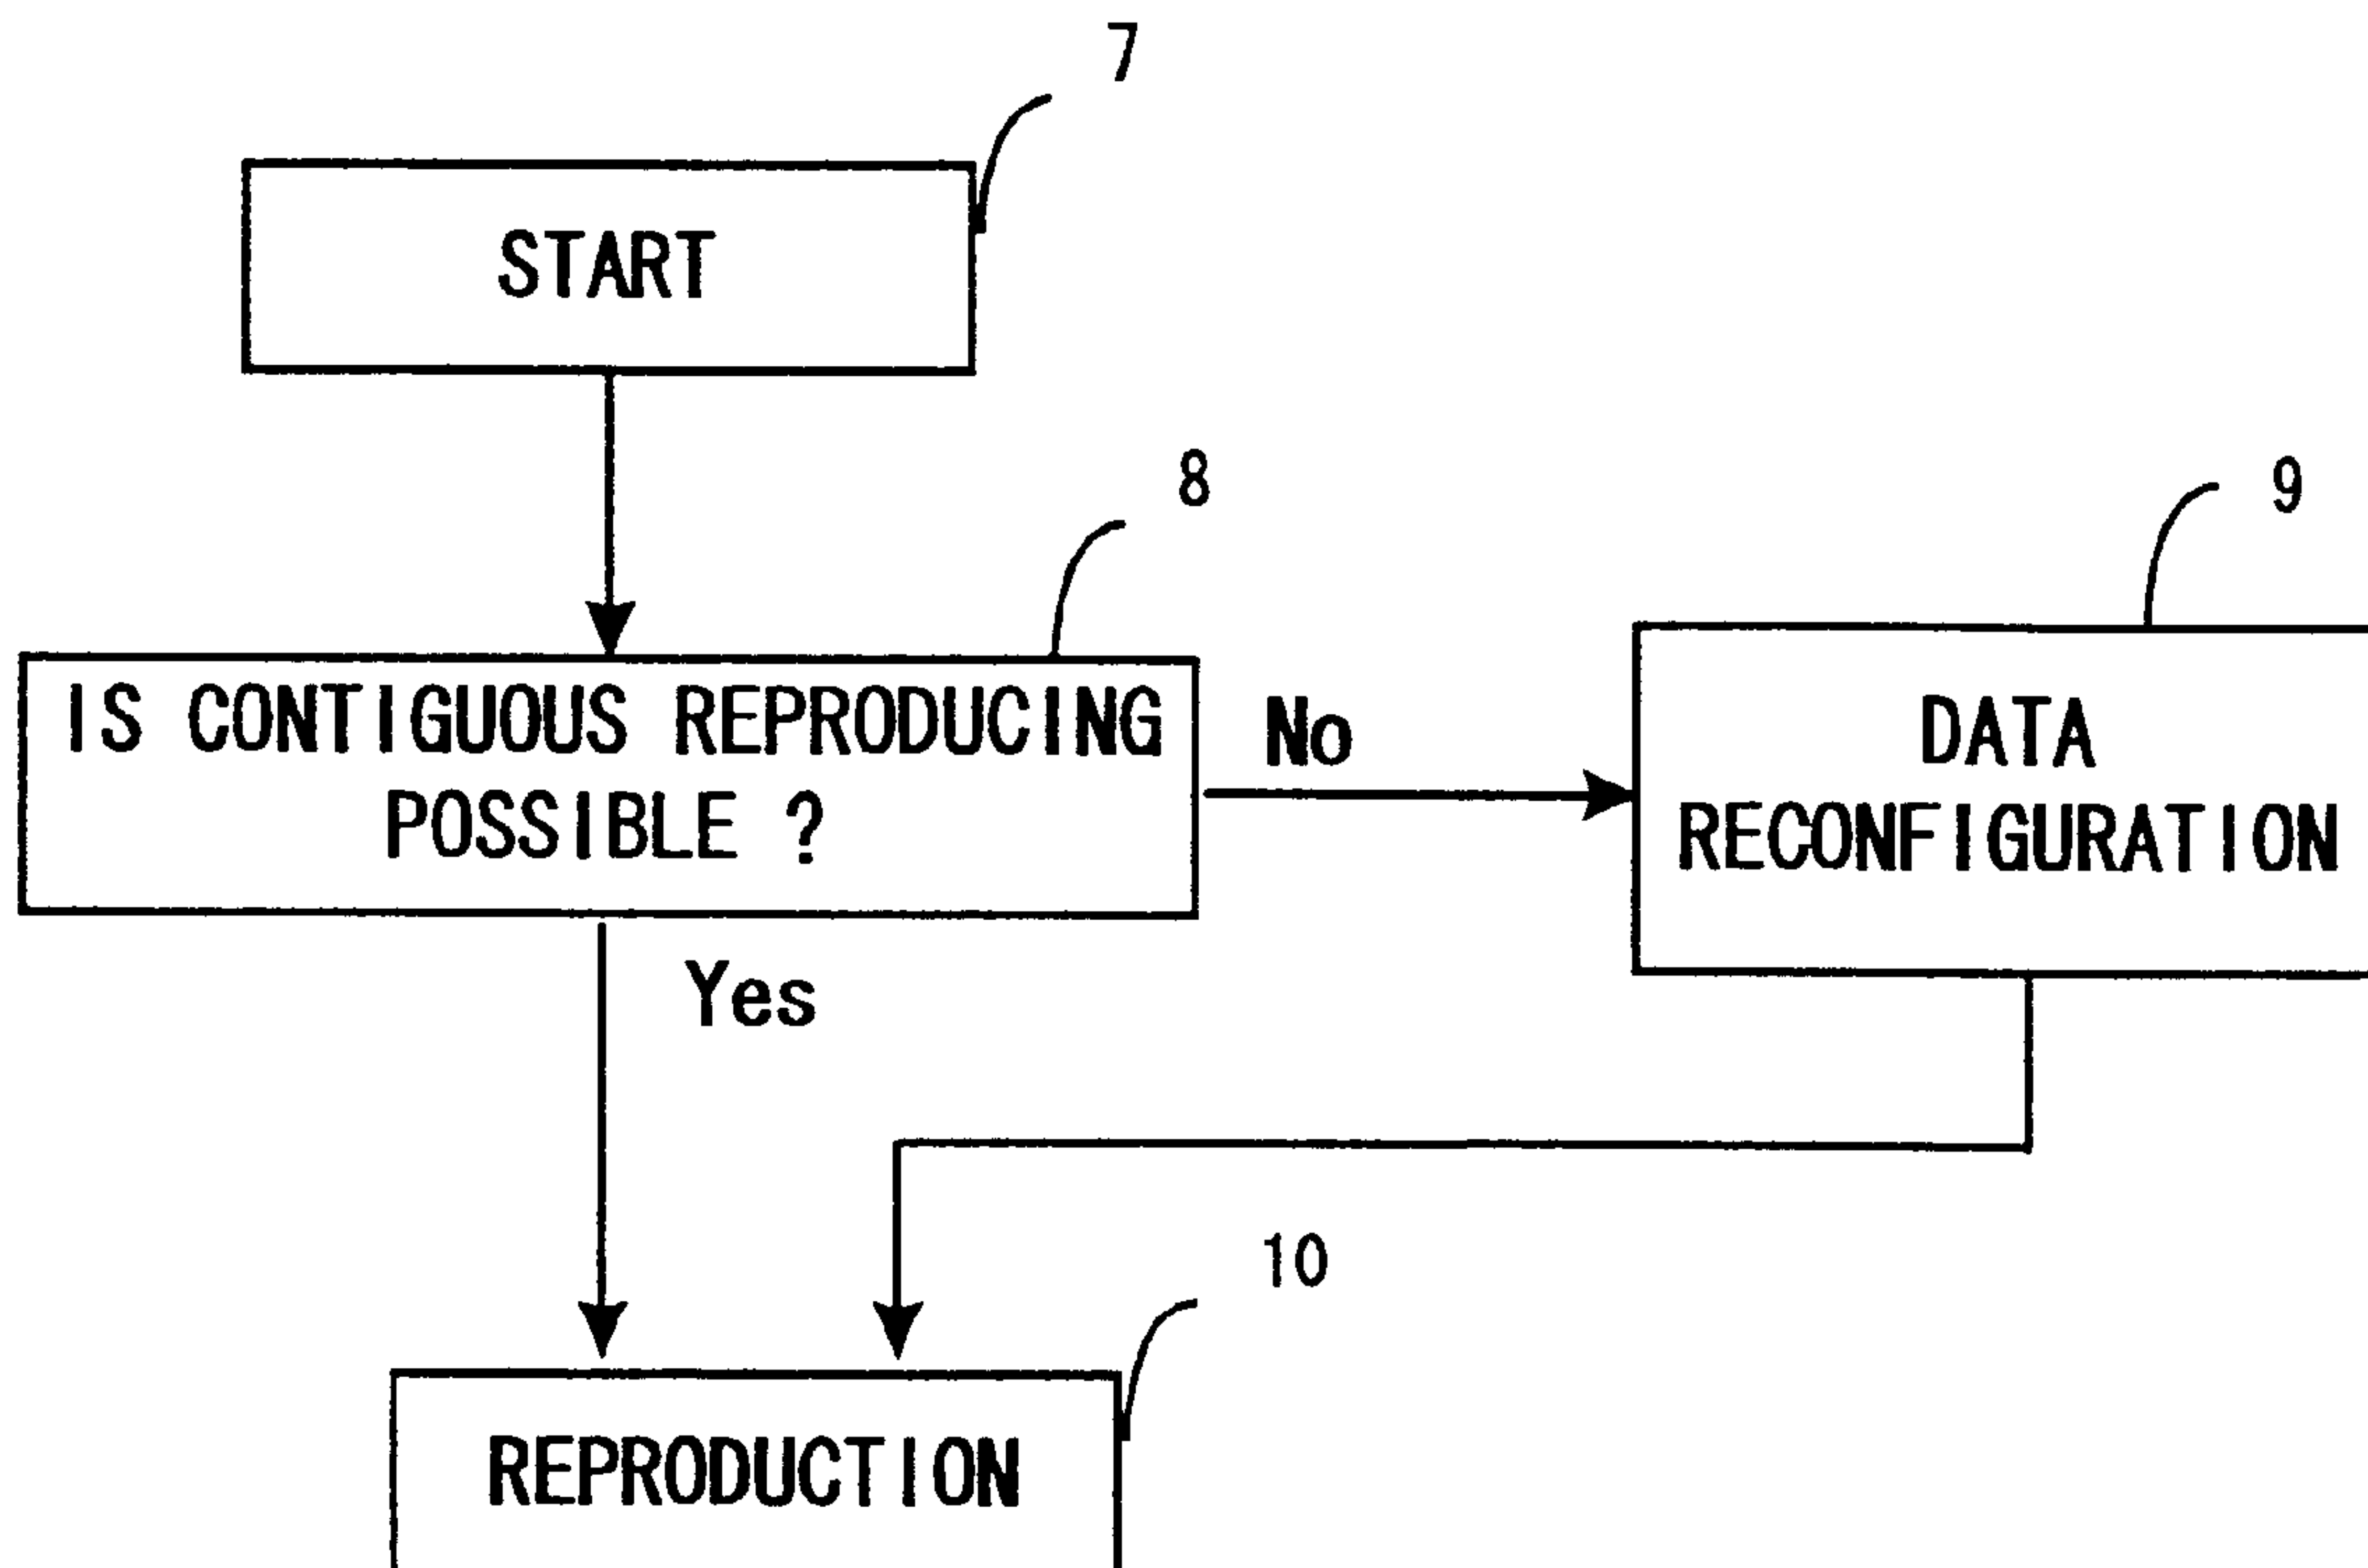 7
START
8
9
IS CONTIGUOUS REPRODUCING
POSSIBLE ?
No
DATA
RECONFIGURATION
Yes
10
REPRODUCTION